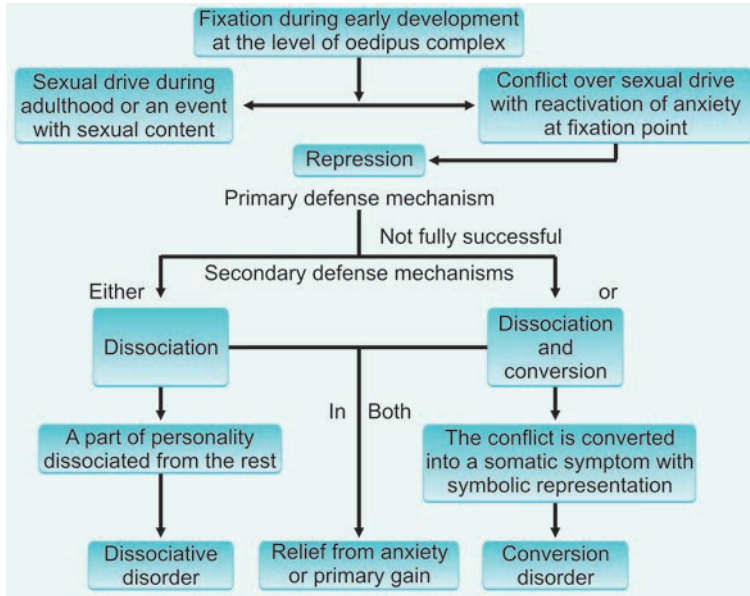 Fixation during early development
at the level of oedipus complex
Sexual drive during
adulthood or an event
with sexual content
Conflict over sexual drive
with reactivation of anxiety
at fixation point
Repression
Primary defense mechanism
Not fully successful
Secondary defense mechanisms
Either
or
Dissociation
Dissociation
and
conversion
In Both
A part of personality
dissociated from the rest
The conflict is converted
into a somatic symptom with
symbolic representation
Dissociative
disorder
Relief from anxiety
or primary gain
Conversion
disorder